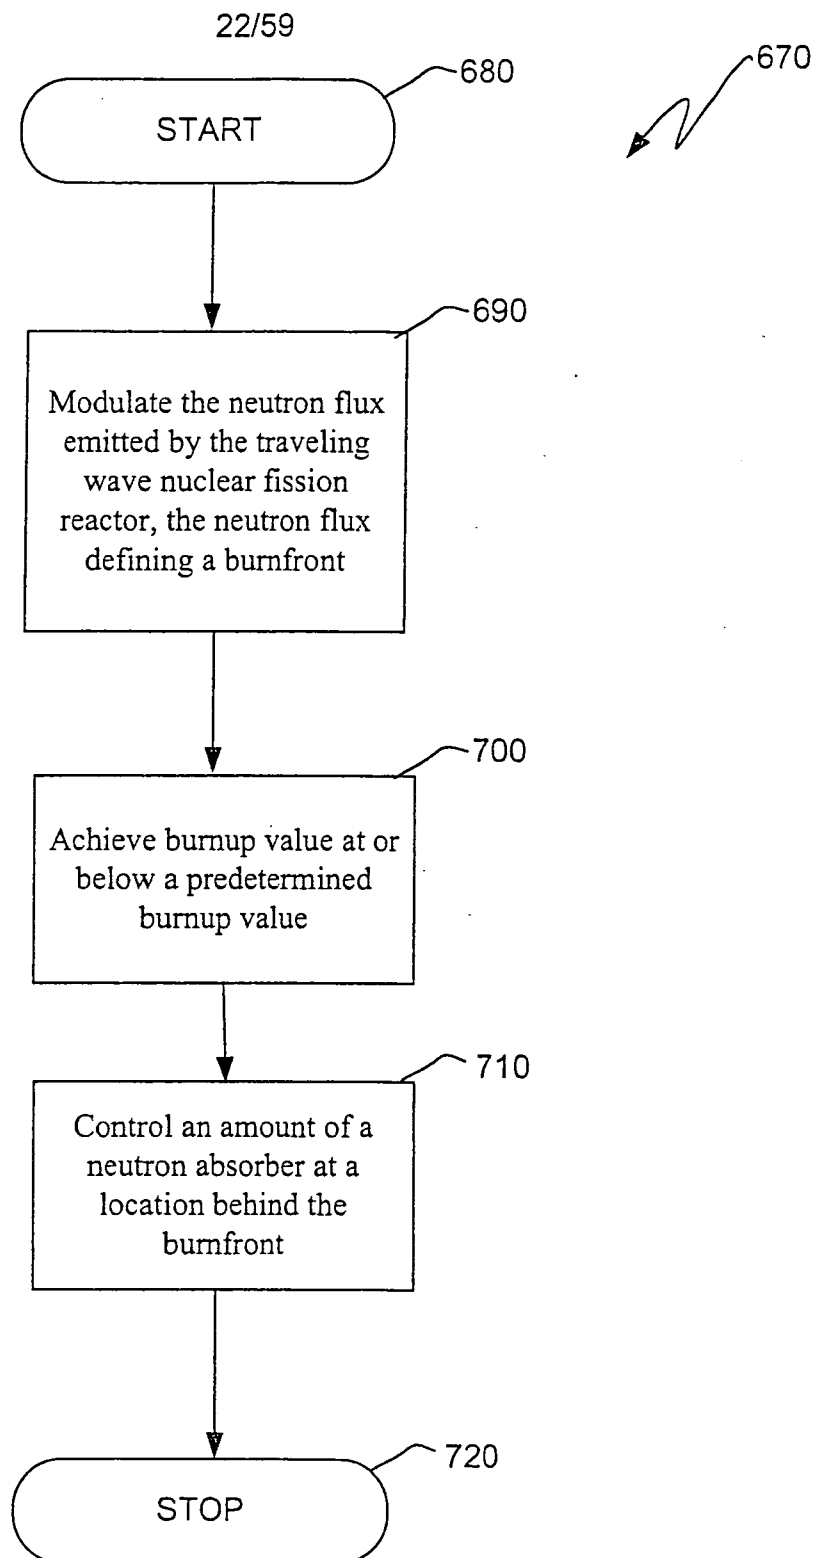 22/59
680
670
START
690
Modulate the neutron flux
emitted by the traveling
wave nuclear fission
reactor, the neutron flux
defining a burnfront
700
Achieve burnup value at or
below a predetermined
burnup value
710
Control an amount of a
neutron absorber at a
location behind the
burnfront
720
STOP